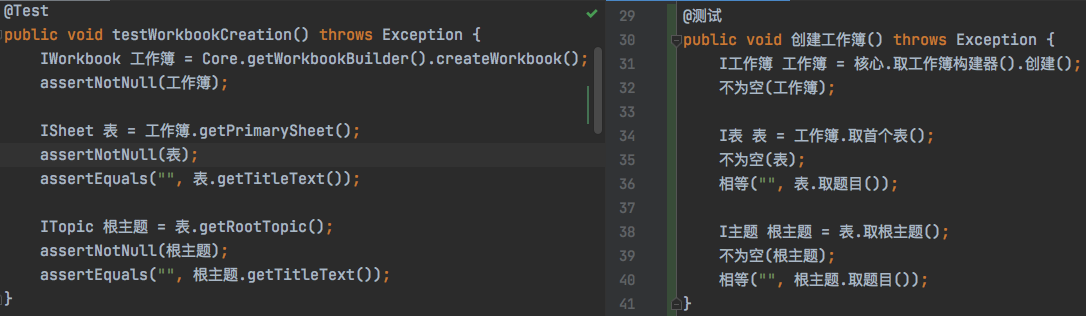 @Test
public void testWorkbookCreation() throws Exception {
    IWorkbook 工作簿 = Core.getWorkbookBuilder().createWorkbook();
    assertNotNull(工作簿);

    ISheet 表 = 工作簿.getPrimarySheet();
    assertNotNull(表);
    assertEquals("", 表.getTitleText());

    ITopic 根主题 = 表.getRootTopic();
    assertNotNull(根主题);
    assertEquals("", 根主题.getTitleText());
}
29 @测试
30 public void 创建工作簿() throws Exception {
31     I工作簿 工作簿 = 核心.取工作簿构建器().创建();
32     不为空(工作簿);
33
34     I表 表 = 工作簿.取首个表();
35     不为空(表);
36     相等("", 表.取题目());
37
38     I主题 根主题 = 表.取根主题();
39     不为空(根主题);
40     相等("", 根主题.取题目());
41 }